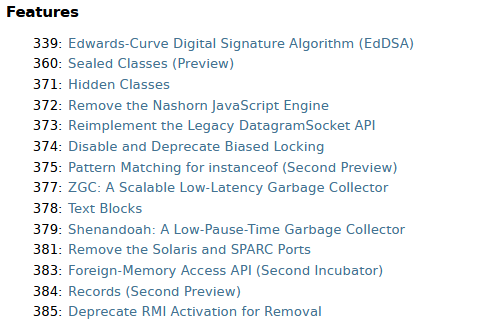 Features
339: Edwards-Curve Digital Signature Algorithm (EdDSA)
360: Sealed Classes (Preview)
371: Hidden Classes
372: Remove the Nashorn JavaScript Engine
373: Reimplement the Legacy DatagramSocket API
374: Disable and Deprecate Biased Locking
375: Pattern Matching for instanceof (Second Preview)
377: ZGC: A Scalable Low-Latency Garbage Collector
378: Text Blocks
379: Shenandoah: A Low-Pause-Time Garbage Collector
381: Remove the Solaris and SPARC Ports
383: Foreign-Memory Access API (Second Incubator)
384: Records (Second Preview)
385: Deprecate RMI Activation for Removal